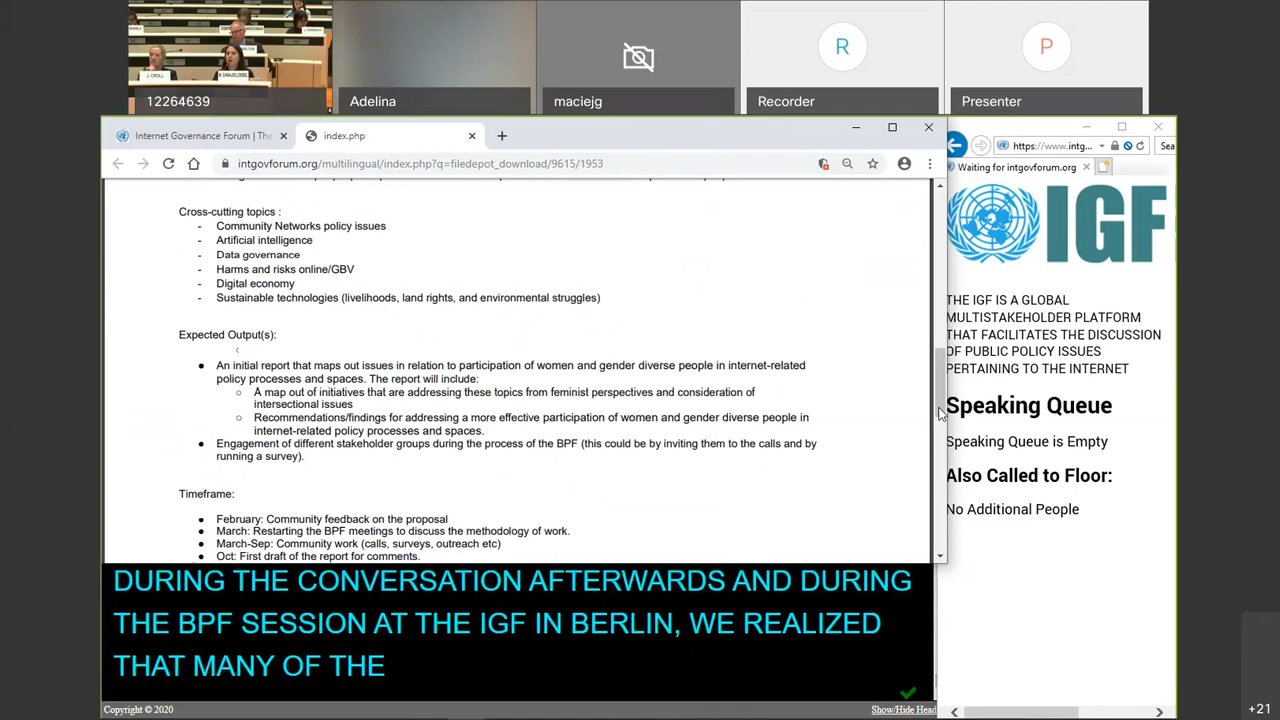 J. CROLL
M. CANALES LOEBEL
12264639
Adelina
maciejg
R
Recorder
P
Presenter
Internet Governance Forum | The
index.php
intgovforum.org/multilingual/index.php?q=filedepot_download/9615/1953
Cross-cutting topics :
- Community Networks policy issues
- Artificial intelligence
- Data governance
- Harms and risks online/GBV
- Digital economy
- Sustainable technologies (livelihoods, land rights, and environmental struggles)
Expected Output(s):
● An initial report that maps out issues in relation to participation of women and gender diverse people in internet-related
policy processes and spaces. The report will include:
○ A map out of initiatives that are addressing these topics from feminist perspectives and consideration of
intersectional issues
○ Recommendations/findings for addressing a more effective participation of women and gender diverse people in
internet-related policy processes and spaces.
● Engagement of different stakeholder groups during the process of the BPF (this could be by inviting them to the calls and by
running a survey).
Timeframe:
● February: Community feedback on the proposal
● March: Restarting the BPF meetings to discuss the methodology of work.
● March-Sep: Community work (calls, surveys, outreach etc)
● Oct: First draft of the report for comments.
DURING THE CONVERSATION AFTERWARDS AND DURING
THE BPF SESSION AT THE IGF IN BERLIN, WE REALIZED
THAT MANY OF THE
Copyright © 2020
Show/Hide Head
https://www.intg...
Sea
Waiting for intgovforum.org
IGF
THE IGF IS A GLOBAL
MULTISTAKEHOLDER PLATFORM
THAT FACILITATES THE DISCUSSION
OF PUBLIC POLICY ISSUES
PERTAINING TO THE INTERNET
Speaking Queue
Speaking Queue is Empty
Also Called to Floor:
No Additional People
+21